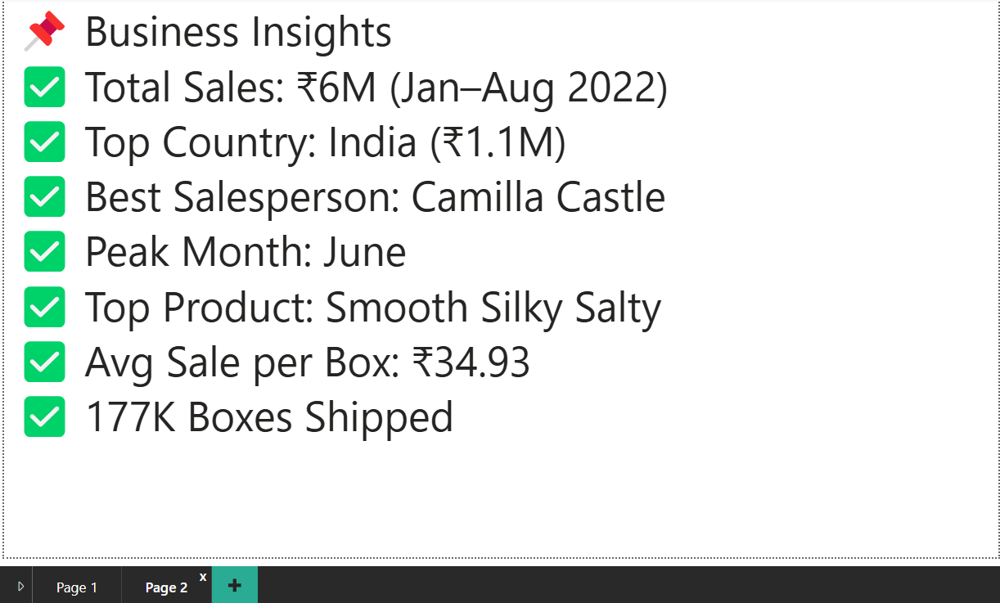 📌 Business Insights
✅ Total Sales: ₹6M (Jan–Aug 2022)
✅ Top Country: India (₹1.1M)
✅ Best Salesperson: Camilla Castle
✅ Peak Month: June
✅ Top Product: Smooth Silky Salty
✅ Avg Sale per Box: ₹34.93
✅ 177K Boxes Shipped
Page 1 Page 2 x +